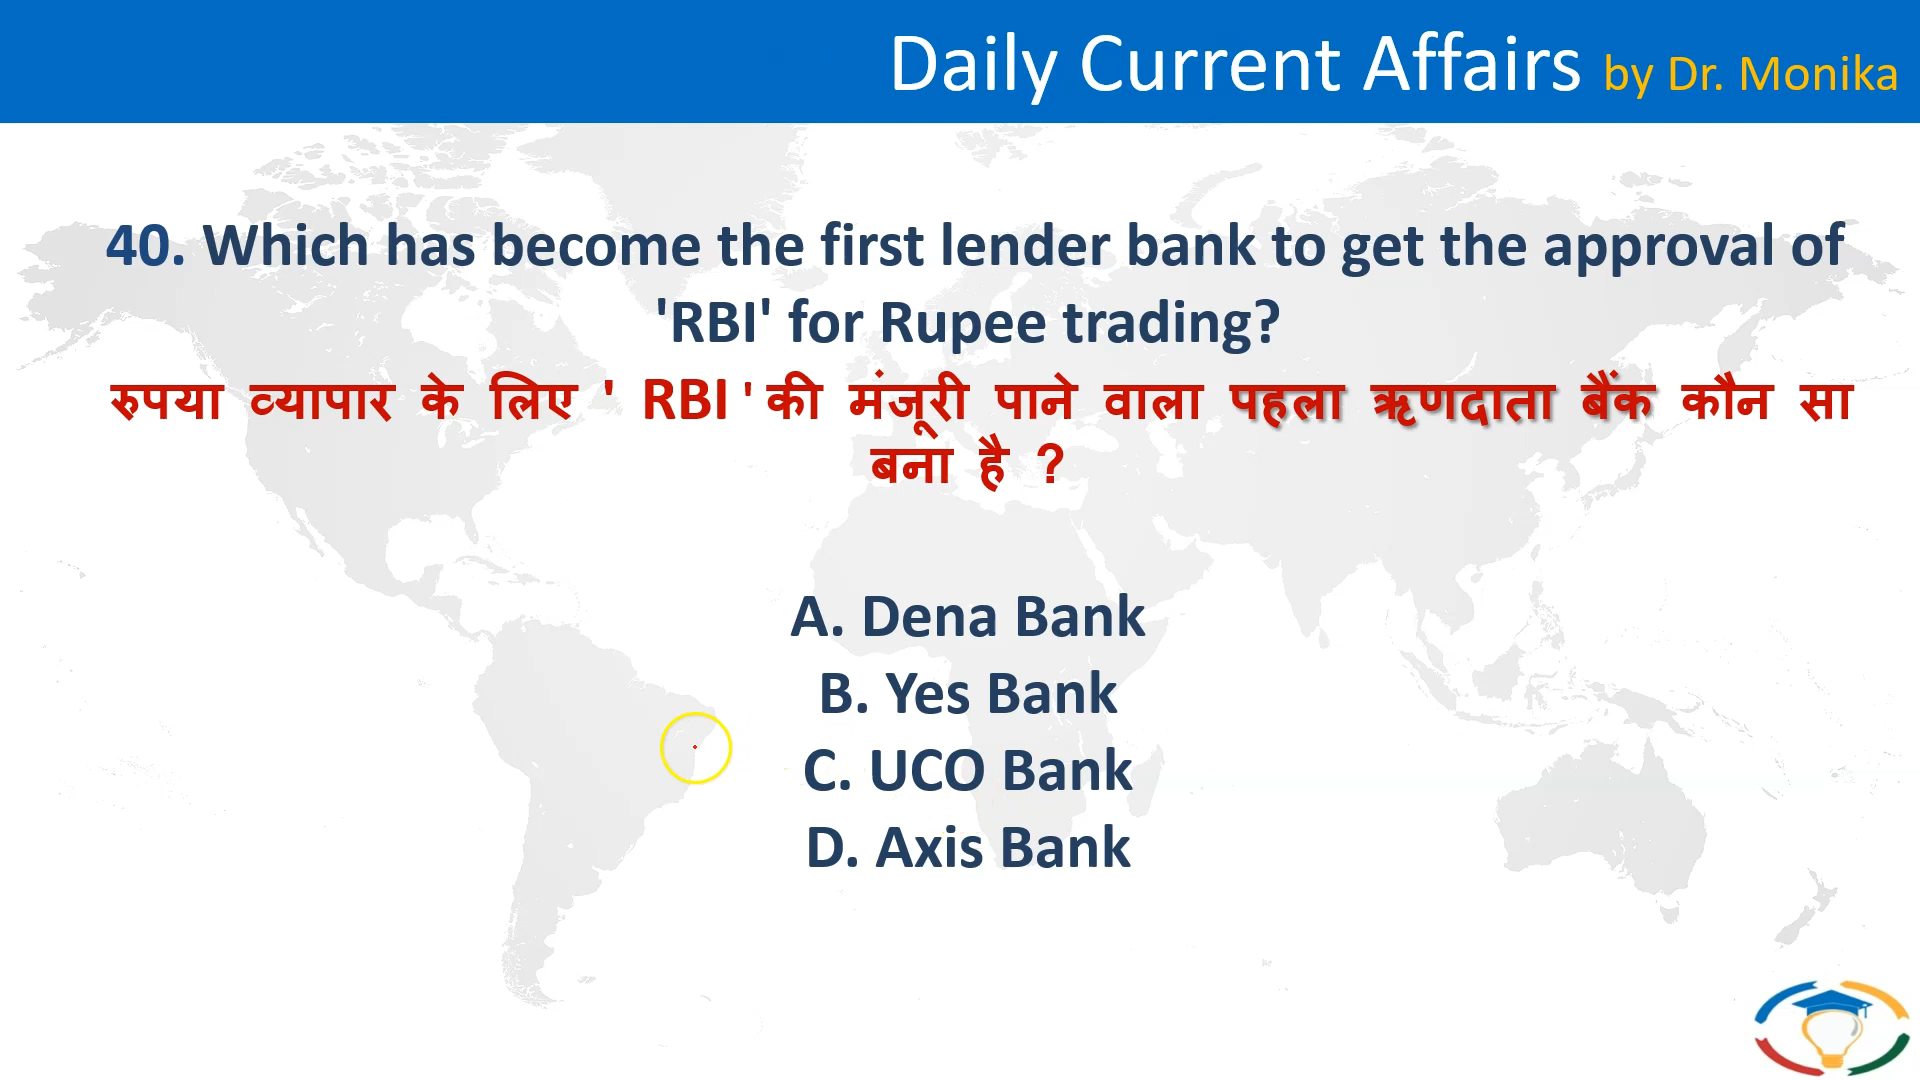 Daily Current Affairs by Dr. Monika
40. Which has become the first lender bank to get the approval of
'RBI' for Rupee trading?
रुपया व्यापार के लिए ' RBI ' की मंजूरी पाने वाला पहला ऋणदाता बैंक कौन सा
बना है ?
A. Dena Bank
B. Yes Bank
C. UCO Bank
D. Axis Bank